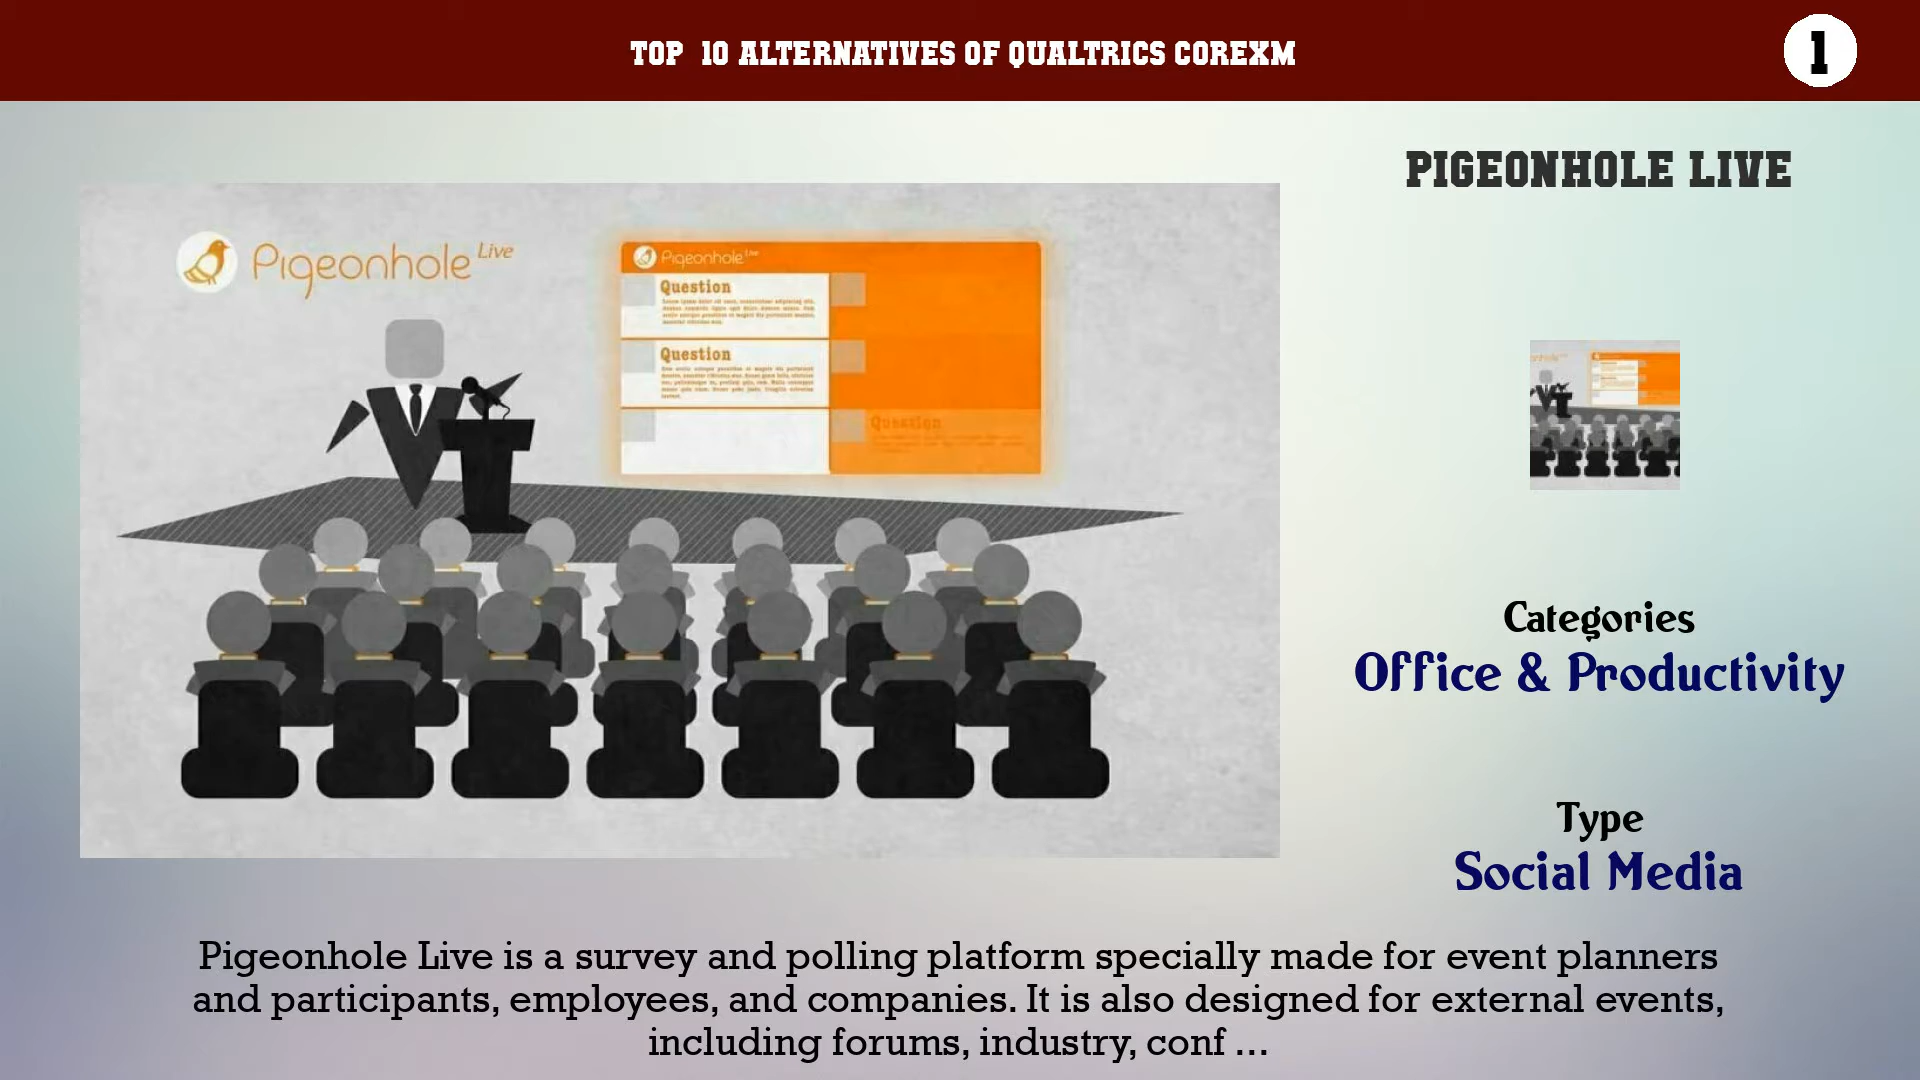 TOP 10 ALTERNATIVES OF QUALTRICS COREXM
1
PIGEONHOLE LIVE
Pigeonhole Live
Pigeonhole Live
Question
Question
Question
Categories
Office & Productivity
Type
Social Media
Pigeonhole Live is a survey and polling platform specially made for event planners
and participants, employees, and companies. It is also designed for external events,
including forums, industry, conf ...